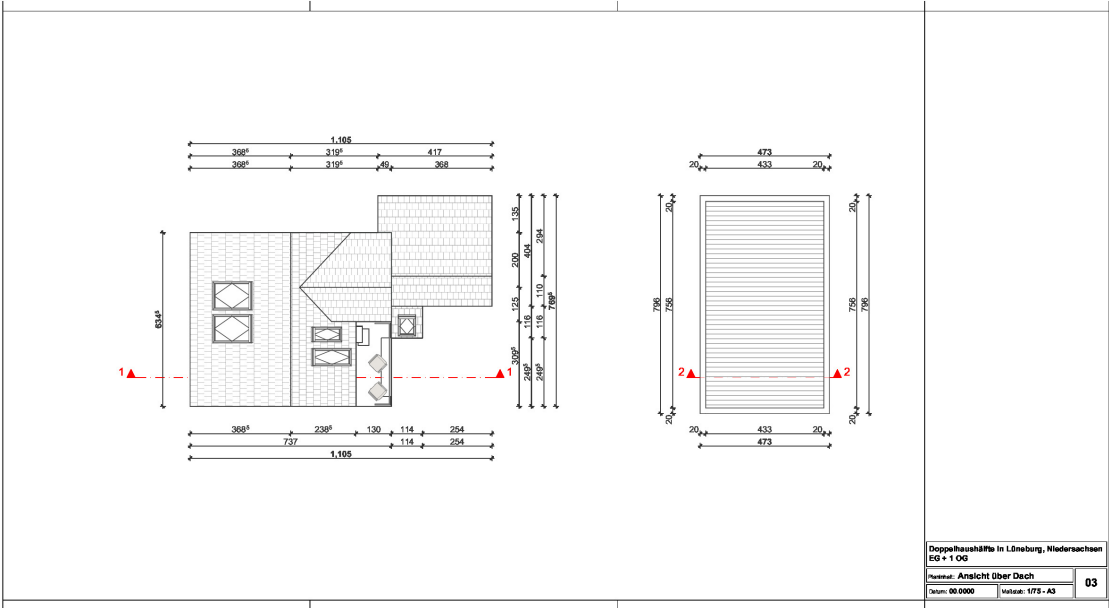 1,105
368⁵ 319⁵ 417
368⁵ 319⁵ 49 368
473
20 433 20
135
200
125
309⁵
404
116
249⁵
294
110
116
249⁵
769⁵
634⁵
796
20
756
20
20
756
20
796
1 1
2 2
368⁵ 238⁵ 130 114 254
737 114 254
1,105
20 433 20
473
Doppelhaushälfte in Lüneburg, Niedersachsen
EG + 1 OG
Planinhalt: Ansicht über Dach
03
Datum: 00.0000 Maßstab: 1/75 - A3